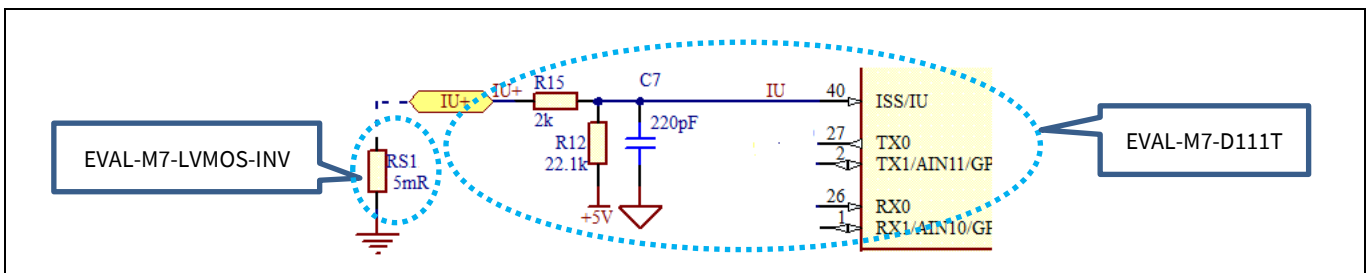 EVAL-M7-LVMOS-INV
RS1
5mR
IU+
IU+
R15
2k
R12
22.1k
+5V
C7
220pF
IU
40
ISS/IU
27
TX0
2
TX1/AIN11/GP
26
RX0
1
RX1/AIN10/GP
EVAL-M7-D111T